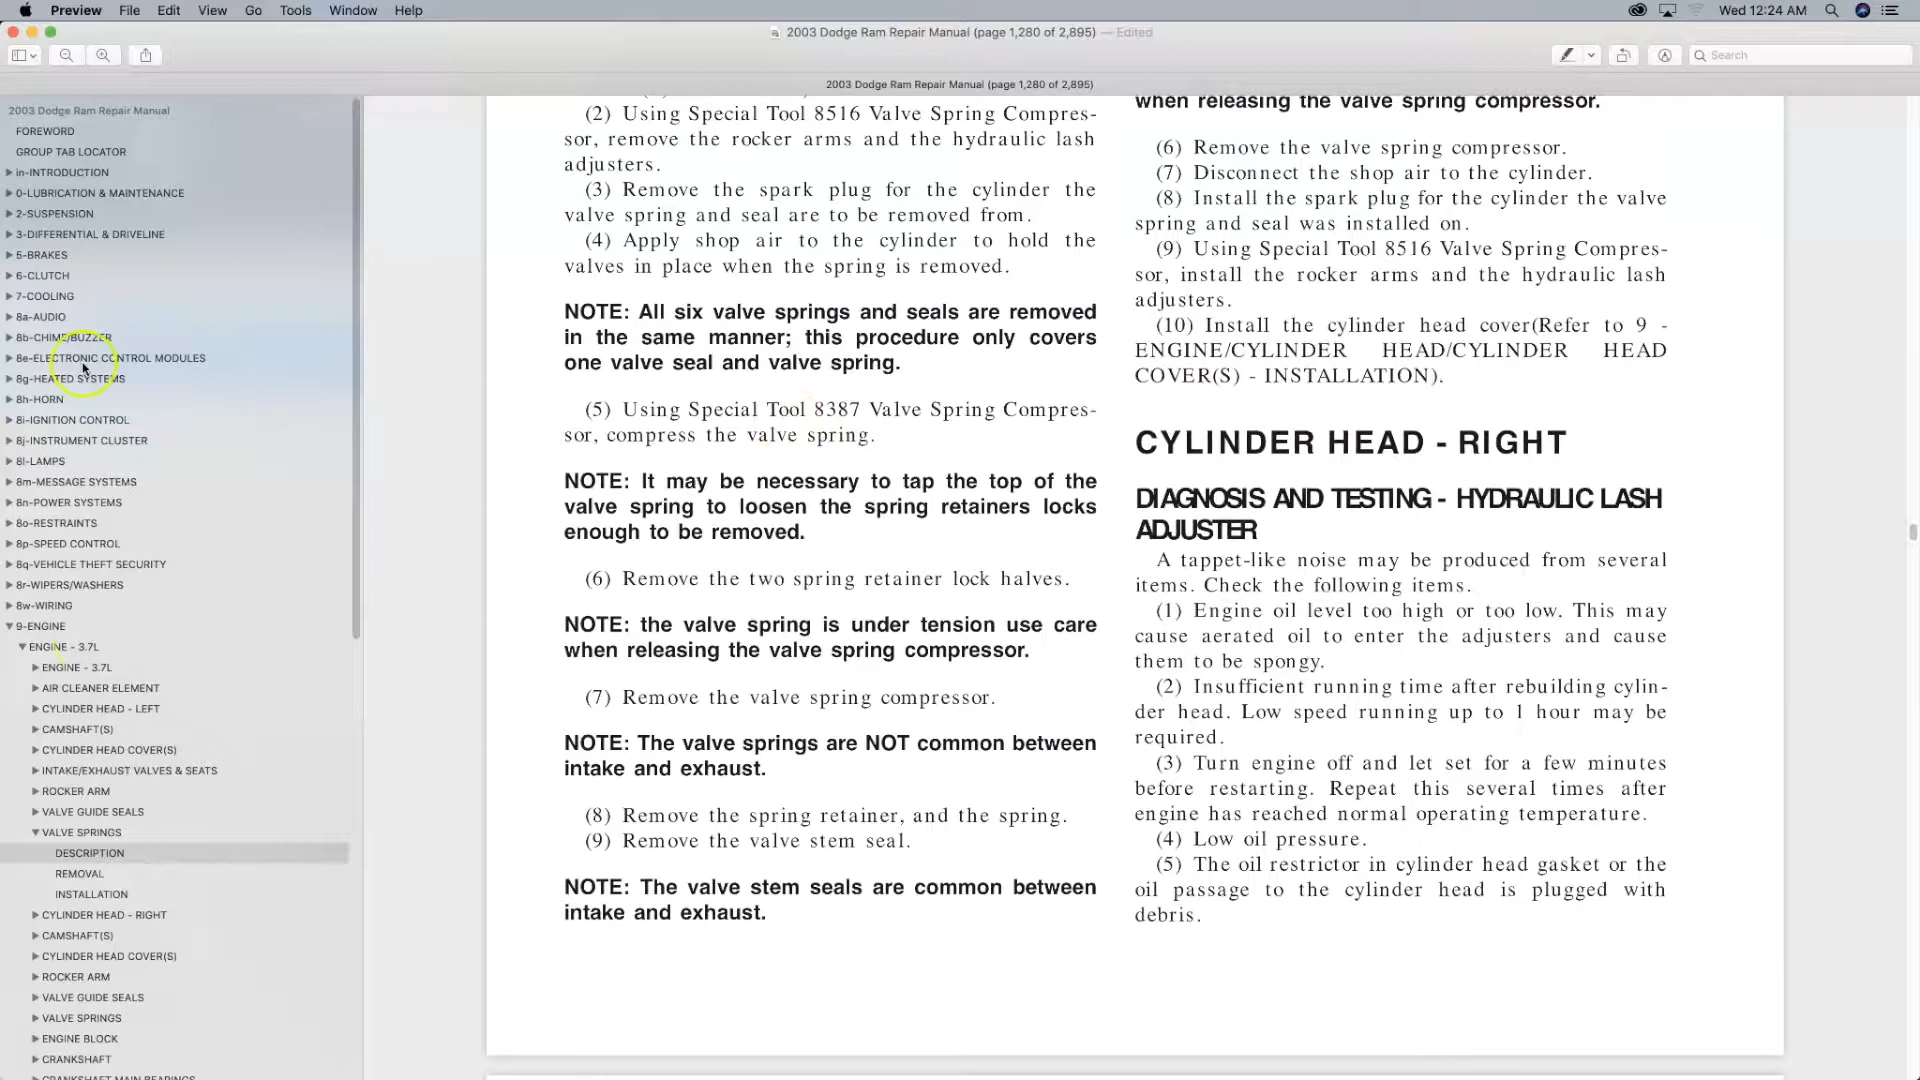 Preview File Edit View Go Tools Window Help
Wed 12:24 AM
2003 Dodge Ram Repair Manual (page 1,280 of 2,895) — Edited
Search
2003 Dodge Ram Repair Manual (page 1,280 of 2,895)
2003 Dodge Ram Repair Manual
FOREWORD
GROUP TAB LOCATOR
in-INTRODUCTION
0-LUBRICATION & MAINTENANCE
2-SUSPENSION
3-DIFFERENTIAL & DRIVELINE
5-BRAKES
6-CLUTCH
7-COOLING
8a-AUDIO
8b-CHIME/BUZZER
8e-ELECTRONIC CONTROL MODULES
8g-HEATED SYSTEMS
8h-HORN
8i-IGNITION CONTROL
8j-INSTRUMENT CLUSTER
8l-LAMPS
8m-MESSAGE SYSTEMS
8n-POWER SYSTEMS
8o-RESTRAINTS
8p-SPEED CONTROL
8q-VEHICLE THEFT SECURITY
8r-WIPERS/WASHERS
8w-WIRING
9-ENGINE
ENGINE - 3.7L
ENGINE - 3.7L
AIR CLEANER ELEMENT
CYLINDER HEAD - LEFT
CAMSHAFT(S)
CYLINDER HEAD COVER(S)
INTAKE/EXHAUST VALVES & SEATS
ROCKER ARM
VALVE GUIDE SEALS
VALVE SPRINGS
DESCRIPTION
REMOVAL
INSTALLATION
CYLINDER HEAD - RIGHT
CAMSHAFT(S)
CYLINDER HEAD COVER(S)
ROCKER ARM
VALVE GUIDE SEALS
VALVE SPRINGS
ENGINE BLOCK
CRANKSHAFT
CRANKSHAFT MAIN BEARINGS
(2) Using Special Tool 8516 Valve Spring Compres-
sor, remove the rocker arms and the hydraulic lash
adjusters.
(3) Remove the spark plug for the cylinder the
valve spring and seal are to be removed from.
(4) Apply shop air to the cylinder to hold the
valves in place when the spring is removed.
NOTE: All six valve springs and seals are removed
in the same manner; this procedure only covers
one valve seal and valve spring.
(5) Using Special Tool 8387 Valve Spring Compres-
sor, compress the valve spring.
NOTE: It may be necessary to tap the top of the
valve spring to loosen the spring retainers locks
enough to be removed.
(6) Remove the two spring retainer lock halves.
NOTE: the valve spring is under tension use care
when releasing the valve spring compressor.
(7) Remove the valve spring compressor.
NOTE: The valve springs are NOT common between
intake and exhaust.
(8) Remove the spring retainer, and the spring.
(9) Remove the valve stem seal.
NOTE: The valve stem seals are common between
intake and exhaust.
when releasing the valve spring compressor.
(6) Remove the valve spring compressor.
(7) Disconnect the shop air to the cylinder.
(8) Install the spark plug for the cylinder the valve
spring and seal was installed on.
(9) Using Special Tool 8516 Valve Spring Compres-
sor, install the rocker arms and the hydraulic lash
adjusters.
(10) Install the cylinder head cover(Refer to 9 -
ENGINE/CYLINDER HEAD/CYLINDER HEAD
COVER(S) - INSTALLATION).
CYLINDER HEAD - RIGHT
DIAGNOSIS AND TESTING - HYDRAULIC LASH
ADJUSTER
A tappet-like noise may be produced from several
items. Check the following items.
(1) Engine oil level too high or too low. This may
cause aerated oil to enter the adjusters and cause
them to be spongy.
(2) Insufficient running time after rebuilding cylin-
der head. Low speed running up to 1 hour may be
required.
(3) Turn engine off and let set for a few minutes
before restarting. Repeat this several times after
engine has reached normal operating temperature.
(4) Low oil pressure.
(5) The oil restrictor in cylinder head gasket or the
oil passage to the cylinder head is plugged with
debris.